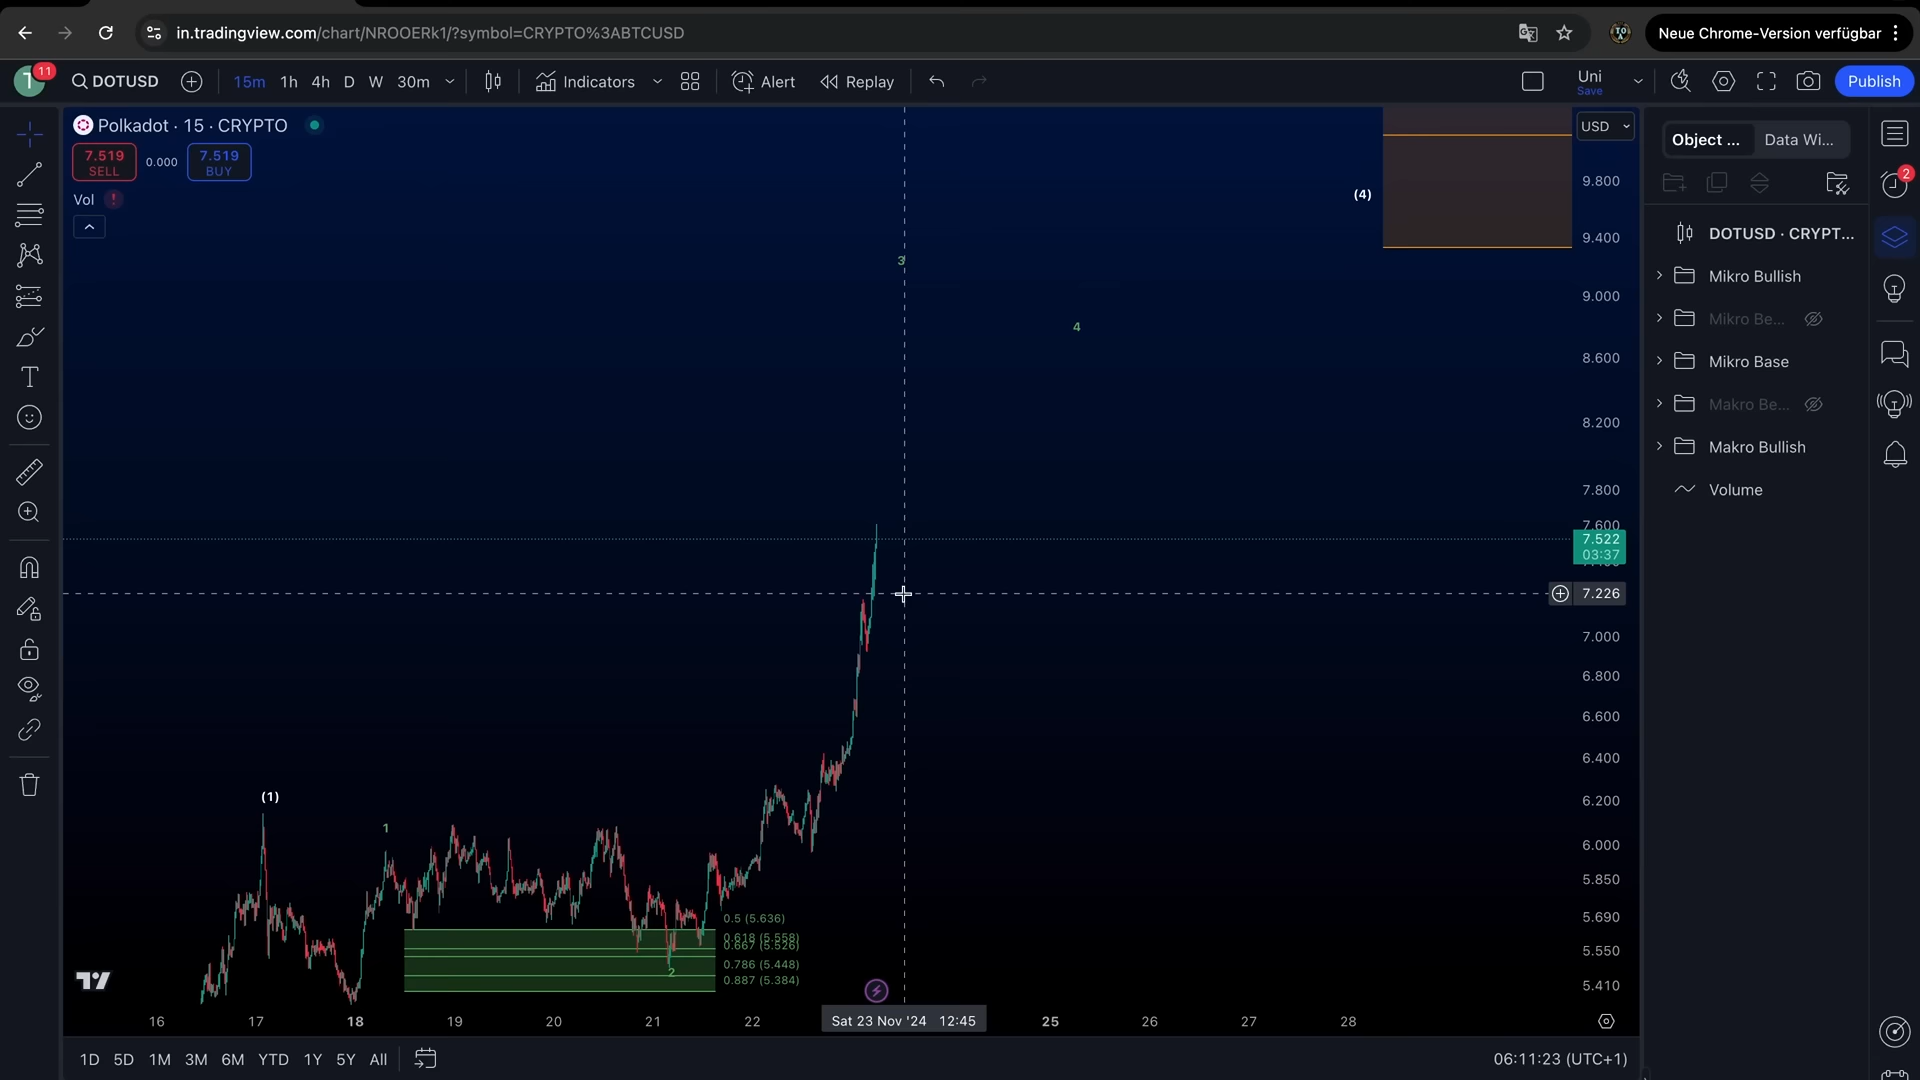 in.tradingview.com/chart/NROOERk1/?symbol=CRYPTO%3ABTCUSD
Neue Chrome-Version verfügbar
T 11 DOTUSD 15m 1h 4h D W 30m Indicators Alert Replay Uni Save Publish
Polkadot · 15 · CRYPTO
7.519 SELL 0.000 7.519 BUY
Vol !
USD
Object ... Data Wi...
2
DOTUSD · CRYPT...
Mikro Bullish
Mikro Be...
Mikro Base
Makro Be...
Makro Bullish
Volume
9.800
9.400
9.000
8.600
8.200
7.800
7.600
7.522
03:37
7.226
7.000
6.800
6.600
6.400
6.200
6.000
5.850
5.690
5.550
5.410
(4)
3
4
(1)
1
2
0.5 (5.636)
0.618 (5.558)
0.667 (5.526)
0.786 (5.448)
0.887 (5.384)
16 17 18 19 20 21 22 Sat 23 Nov '24 12:45 25 26 27 28
1D 5D 1M 3M 6M YTD 1Y 5Y All
06:11:23 (UTC+1)